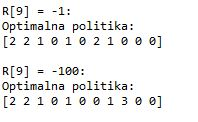 R[9] = -1:
Optimalna politika:
[2 2 1 0 1 0 2 1 0 0 0]
R[9] = -100:
Optimalna politika:
[2 2 1 0 1 0 0 1 3 0 0]